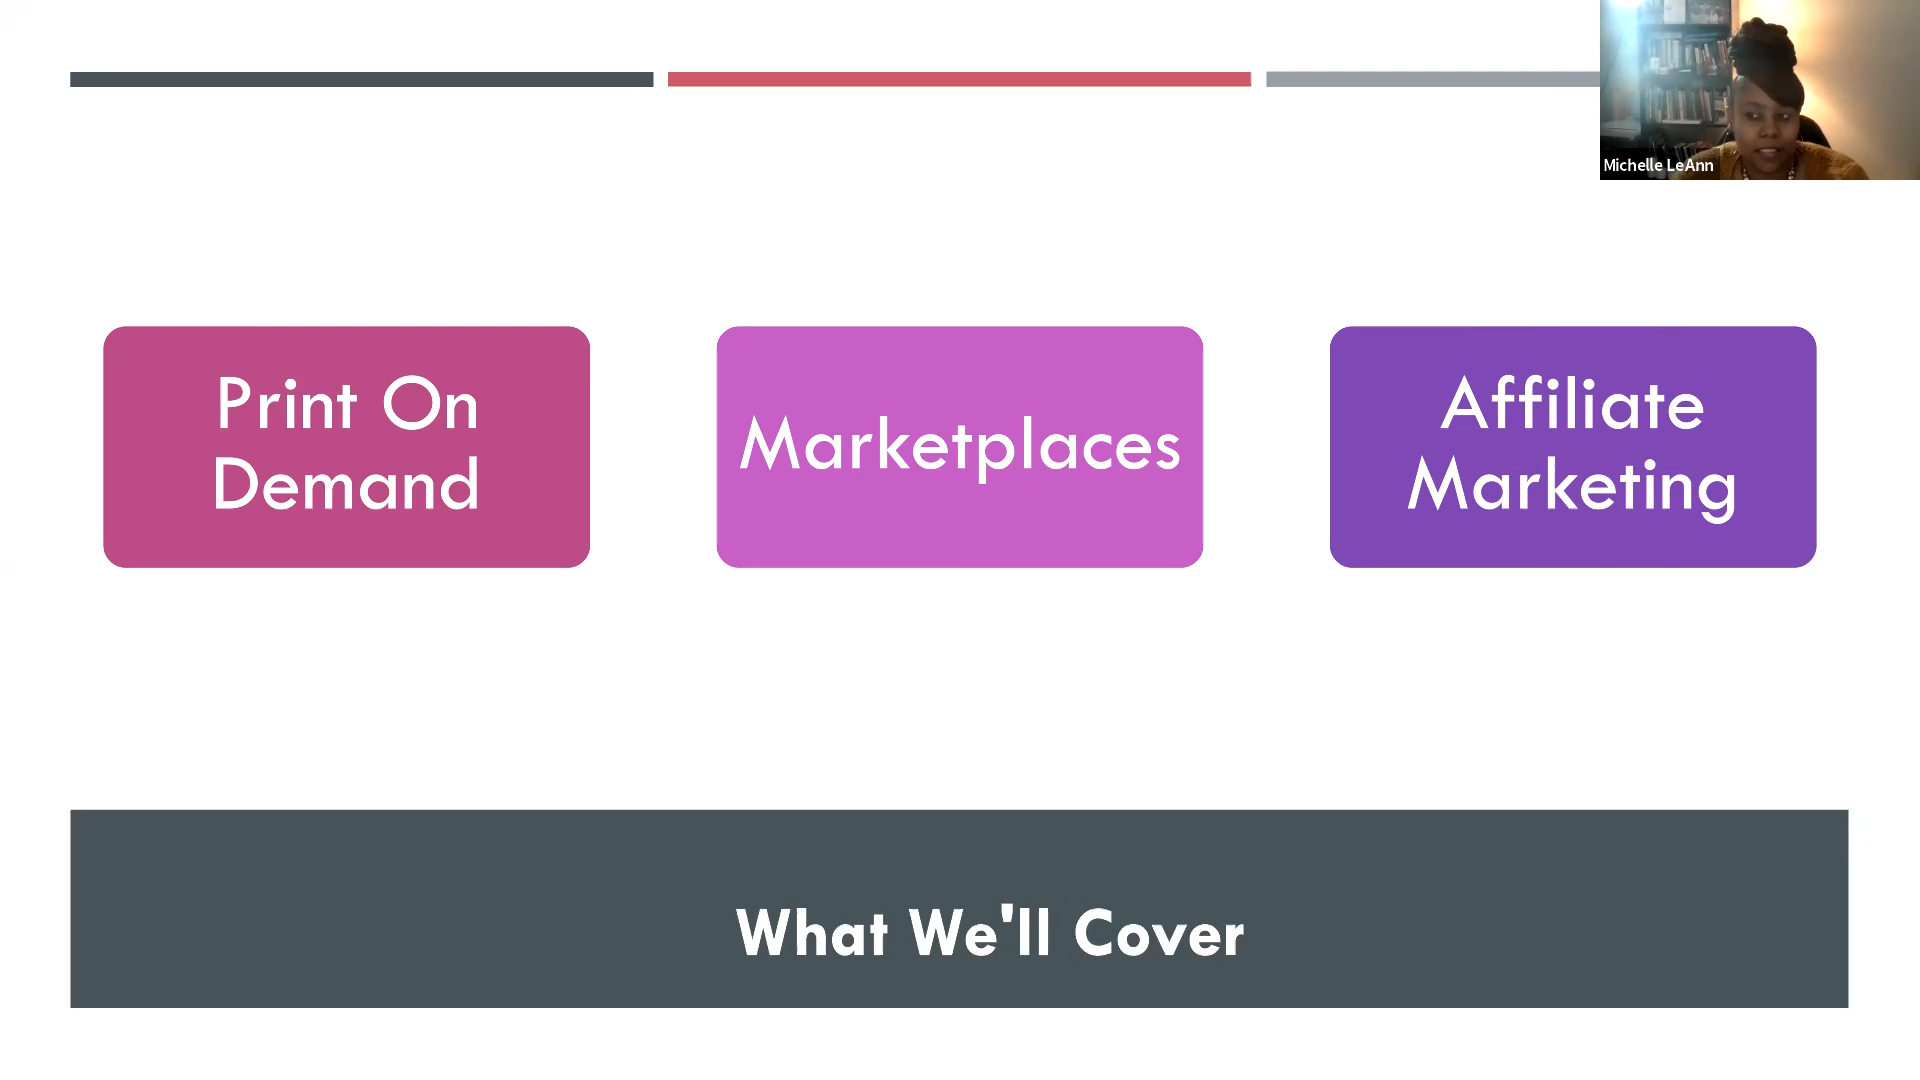 Michelle LeAnn
Print On
Demand
Marketplaces
Affiliate
Marketing
What We'll Cover